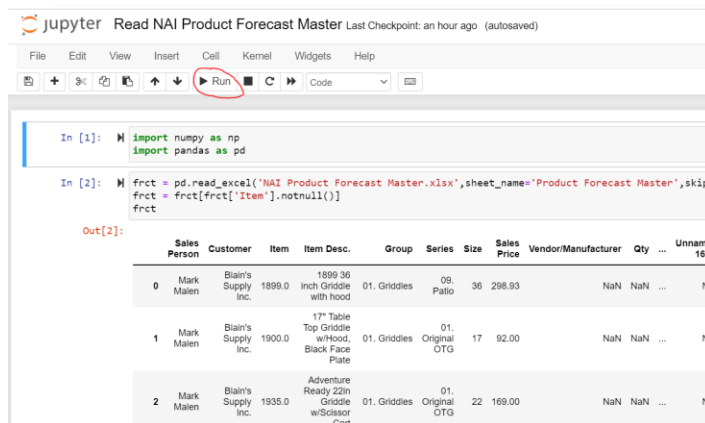 jupyter Read NAI Product Forecast Master Last Checkpoint: an hour ago (autosaved)
File Edit View Insert Cell Kernel Widgets Help
Run Code
In [1]: import numpy as np
import pandas as pd
In [2]: frct = pd.read_excel('NAI Product Forecast Master.xlsx',sheet_name='Product Forecast Master',skip
frct = frct[frct['Item'].notnull()]
frct
Out[2]:
Sales Person Customer Item Item Desc. Group Series Size Sales Price Vendor/Manufacturer Qty ... Unnam 16
0 Mark Malen Blain's Supply Inc. 1899.0 1899 36 inch Griddle with hood 01. Griddles 09. Patio 36 298.93 NaN NaN ...
1 Mark Malen Blain's Supply Inc. 1900.0 17" Table Top Griddle w/Hood, Black Face Plate 01. Griddles 01. Original OTG 17 92.00 NaN NaN ...
2 Mark Malen Blain's Supply Inc. 1935.0 Adventure Ready 22in Griddle w/Scissor Cart 01. Griddles 01. Original OTG 22 169.00 NaN NaN ...